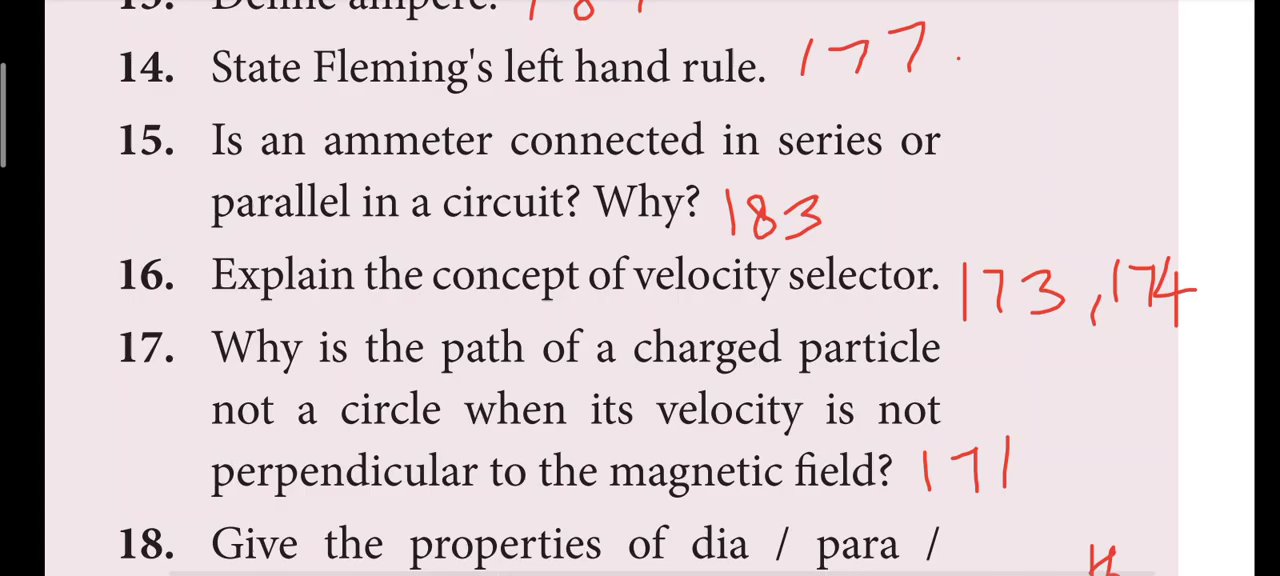 13. Define ampere.
14. State Fleming's left hand rule. 177.
15. Is an ammeter connected in series or
parallel in a circuit? Why? 183
16. Explain the concept of velocity selector. 173, 174
17. Why is the path of a charged particle
not a circle when its velocity is not
perpendicular to the magnetic field? 171
18. Give the properties of dia / para /